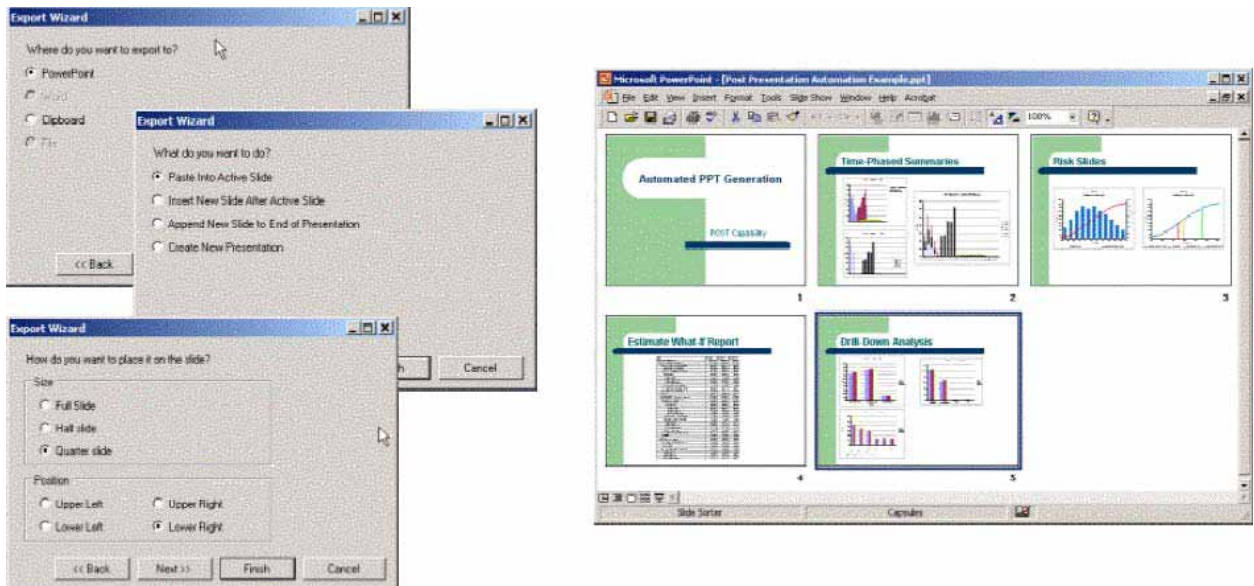 Export Wizard
Where do you want to export to?
PowerPoint
Word
Clipboard
File
<< Back
Export Wizard
What do you want to do?
Paste Into Active Slide
Insert New Slide After Active Slide
Append New Slide to End of Presentation
Create New Presentation
Cancel
Export Wizard
How do you want to place it on the slide?
Size
Full Slide
Half slide
Quarter slide
Position
Upper Left Upper Right
Lower Left Lower Right
<< Back Next >> Finish Cancel
Microsoft PowerPoint - [Post Presentation Automation Example.ppt]
File Edit View Insert Format Tools Slide Show Window Help Acrobat
100%
Automated PPT Generation
POST Capability
1
Time-Phased Summaries
2
Risk Slides
3
Estimate What-If Report
4
Drill-Down Analysis
5
Slide Sorter Capsules